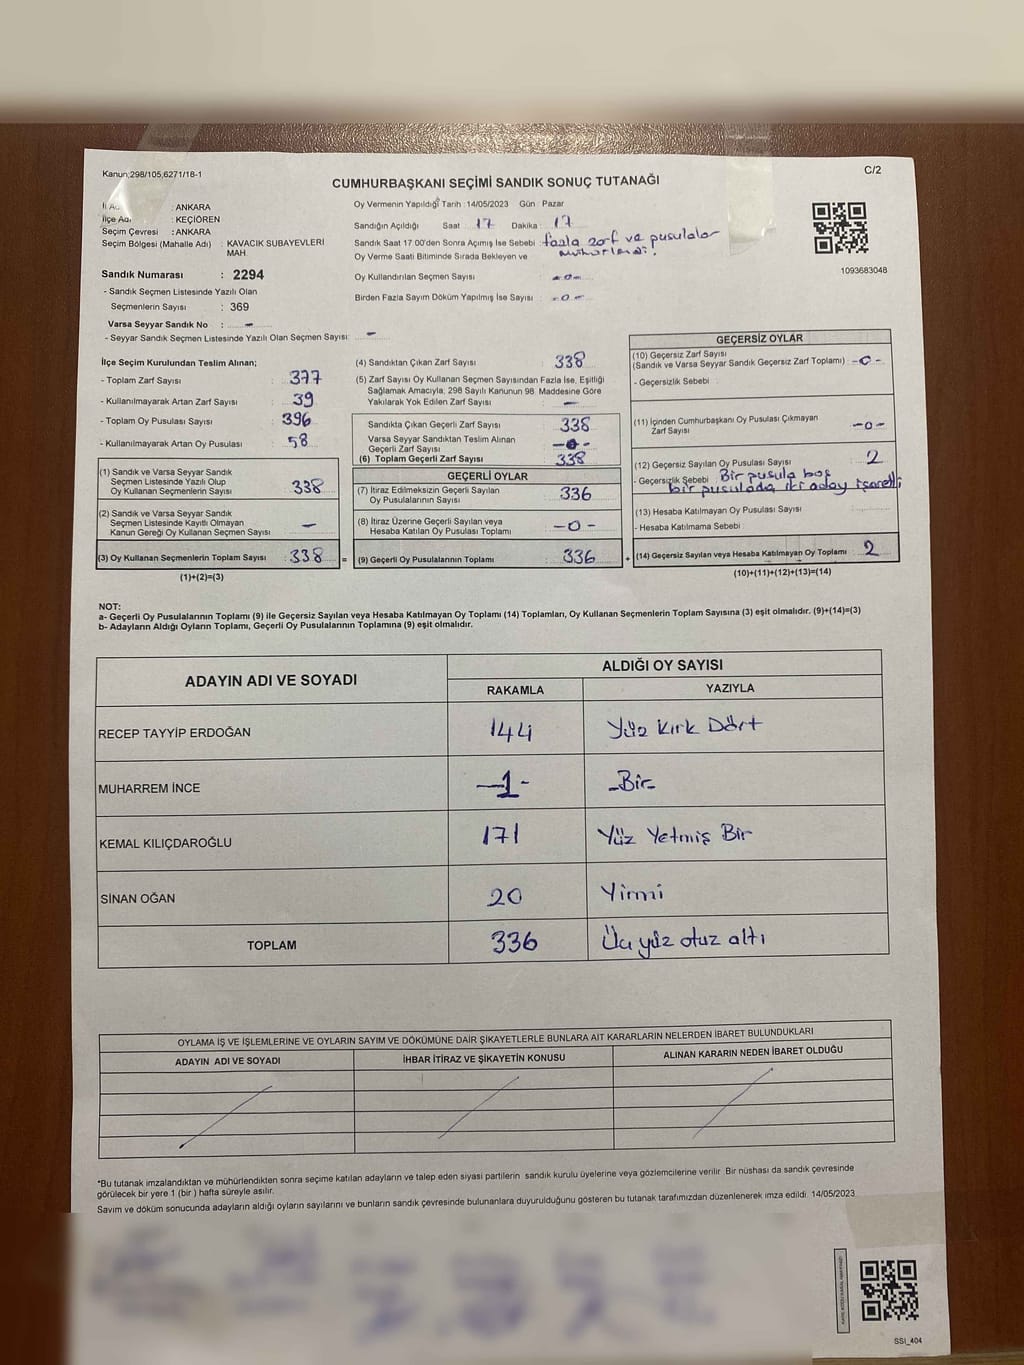 Kanun;298/105,6271/18-1
C/2
CUMHURBAŞKANI SEÇİMİ SANDIK SONUÇ TUTANAĞI
: ANKARA
İlçe Adı : KEÇİÖREN
Seçim Çevresi : ANKARA
Seçim Bölgesi (Mahalle Adı) : KAVACIK SUBAYEVLERİ MAH.
Sandık Numarası : 2294
- Sandık Seçmen Listesinde Yazılı Olan
Seçmenlerin Sayısı : 369
Varsa Seyyar Sandık No : -
- Seyyar Sandık Seçmen Listesinde Yazılı Olan Seçmen Sayısı: -
Oy Vermenin Yapıldığı Tarih :14/05/2023 Gün : Pazar
Sandığın Açıldığı Saat : 17 Dakika : 17
Sandık Saat 17.00'den Sonra Açımış İse Sebebi : fazla zarf ve pusulalar
mühürlendi.
Oy Verme Saati Bitiminde Sırada Bekleyen ve
Oy Kullandırılan Seçmen Sayısı : -0-
Birden Fazla Sayım Döküm Yapılmış İse Sayısı : -0-
1093683048
İlçe Seçim Kurulundan Teslim Alınan;
- Toplam Zarf Sayısı : 377
- Kullanılmayarak Artan Zarf Sayısı : 39
- Toplam Oy Pusulası Sayısı : 396
- Kullanılmayarak Artan Oy Pusulası : 58
(1) Sandık ve Varsa Seyyar Sandık
Seçmen Listesinde Yazılı Olup
Oy Kullanan Seçmenlerin Sayısı : 338
(2) Sandık ve Varsa Seyyar Sandık
Seçmen Listesinde Kayıtlı Olmayan
Kanun Gereği Oy Kullanan Seçmen Sayısı : -
(3) Oy Kullanan Seçmenlerin Toplam Sayısı : 338 =
(1)+(2)=(3)
(4) Sandıktan Çıkan Zarf Sayısı : 338
(5) Zarf Sayısı Oy Kullanan Seçmen Sayısından Fazla İse, Eşitliği
Sağlamak Amacıyla; 298 Sayılı Kanunun 98. Maddesine Göre
Yakılarak Yok Edilen Zarf Sayısı : -
Sandıkta Çıkan Geçerli Zarf Sayısı : 338
Varsa Seyyar Sandıktan Teslim Alınan
Geçerli Zarf Sayısı : -0-
(6) Toplam Geçerli Zarf Sayısı : 338
GEÇERLİ OYLAR
(7) İtiraz Edilmeksizin Geçerli Sayılan
Oy Pusulalarının Sayısı : 336
(8) İtiraz Üzerine Geçerli Sayılan veya
Hesaba Katılan Oy Pusulası Toplamı : -0-
(9) Geçerli Oy Pusulalarının Toplamı : 336 +
GEÇERSİZ OYLAR
(10) Geçersiz Zarf Sayısı
(Sandık ve Varsa Seyyar Sandık Geçersiz Zarf Toplamı) : -0-
- Geçersizlik Sebebi :
(11) İçinden Cumhurbaşkanı Oy Pusulası Çıkmayan
Zarf Sayısı : -0-
(12) Geçersiz Sayılan Oy Pusulası Sayısı : 2
- Geçersizlik Sebebi : Bir pusula boş
bir pusulada iki aday işaretli
(13) Hesaba Katılmayan Oy Pusulası Sayısı :
- Hesaba Katılmama Sebebi :
(14) Geçersiz Sayılan veya Hesaba Katılmayan Oy Toplamı : 2
(10)+(11)+(12)+(13)=(14)
NOT:
a- Geçerli Oy Pusulalarının Toplamı (9) ile Geçersiz Sayılan veya Hesaba Katılmayan Oy Toplamı (14) Toplamları, Oy Kullanan Seçmenlerin Toplam Sayısına (3) eşit olmalıdır. (9)+(14)=(3)
b- Adayların Aldığı Oyların Toplamı, Geçerli Oy Pusulalarının Toplamına (9) eşit olmalıdır.
ADAYIN ADI VE SOYADI ALDIĞI OY SAYISI
RAKAMLA YAZIYLA
RECEP TAYYİP ERDOĞAN 144 Yüz Kırk Dört
MUHARREM İNCE -1- -Bir-
KEMAL KILIÇDAROĞLU 171 Yüz Yetmiş Bir
SİNAN OĞAN 20 Yirmi
TOPLAM 336 Üç yüz otuz altı
OYLAMA İŞ VE İŞLEMLERİNE VE OYLARIN SAYIM VE DÖKÜMÜNE DAİR ŞİKAYETLERLE BUNLARA AİT KARARLARIN NELERDEN İBARET BULUNDUKLARI
ADAYIN ADI VE SOYADI İHBAR İTİRAZ VE ŞİKAYETİN KONUSU ALINAN KARARIN NEDEN İBARET OLDUĞU
*Bu tutanak imzalandıktan ve mühürlendikten sonra seçime katılan adayların ve talep eden siyasi partilerin sandık kurulu üyelerine veya gözlemcilerine verilir. Bir nüshası da sandık çevresinde
görülecek bir yere 1 (bir ) hafta süreyle asılır.
Sayım ve döküm sonucunda adayların aldığı oyların sayılarını ve bunların sandık çevresinde bulunanlara duyurulduğunu gösteren bu tutanak tarafımızdan düzenlenerek imza edildi. 14/05/2023
SSI_404